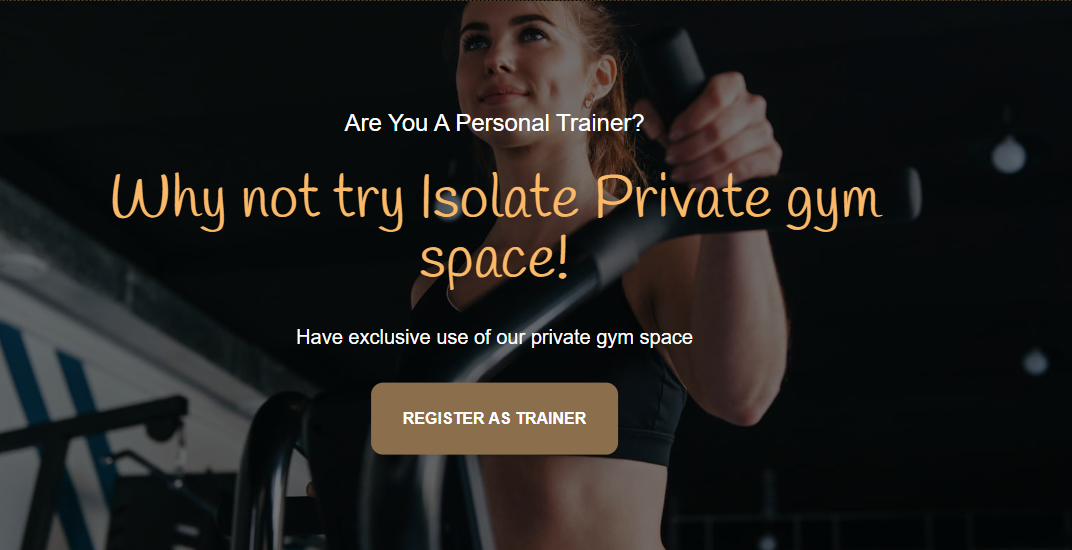 Are You A Personal Trainer?
Why not try Isolate Private gym
space!
Have exclusive use of our private gym space
REGISTER AS TRAINER